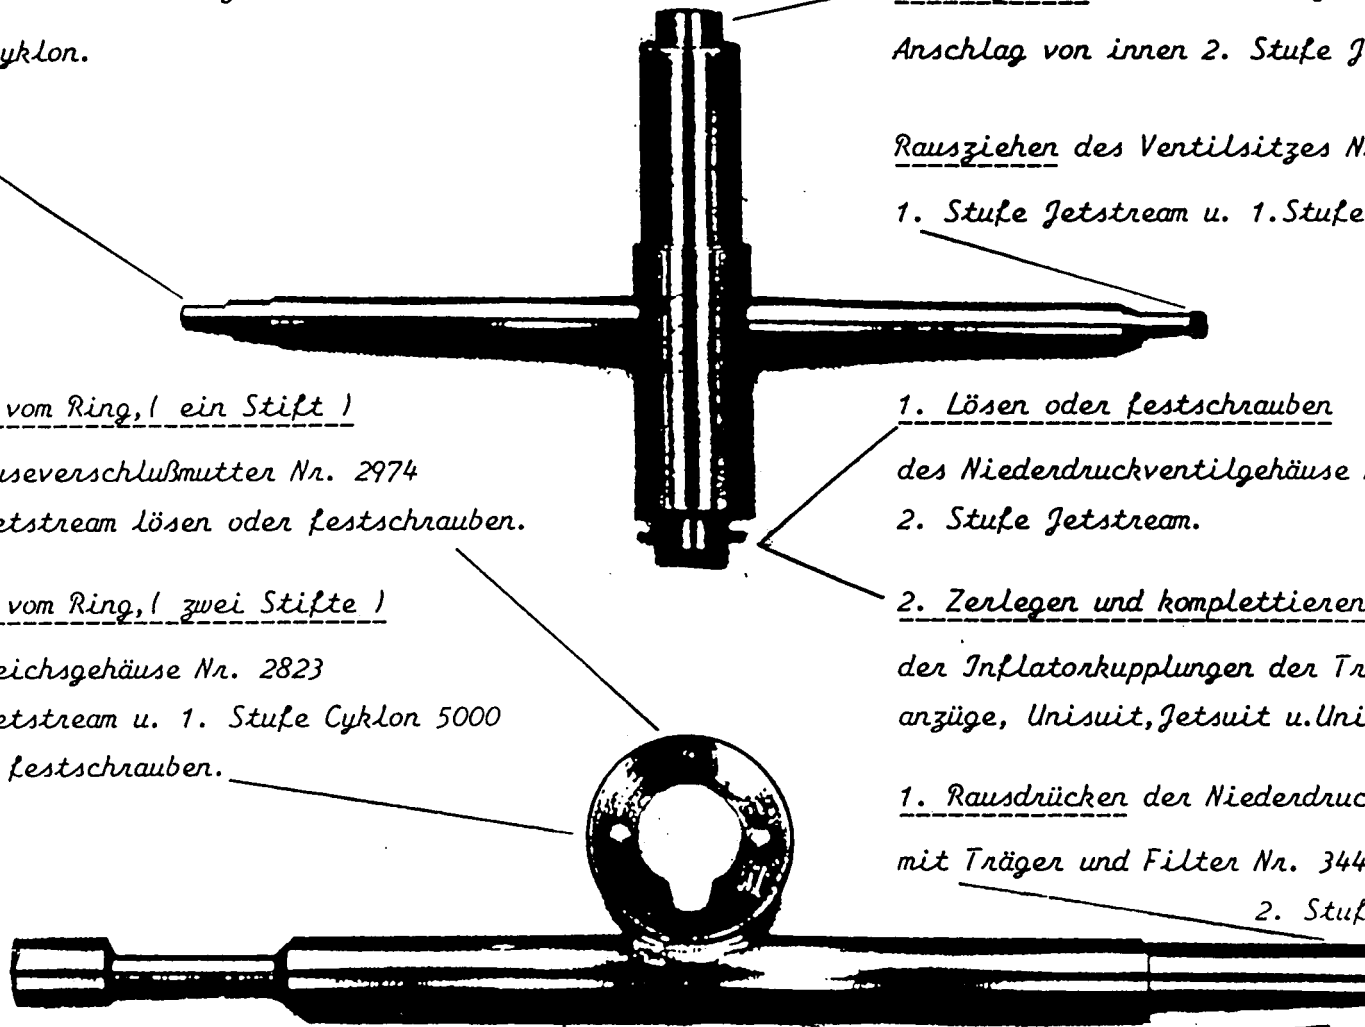 yklon.
Anschlag von innen 2. Stufe J
Rausziehen des Ventilsitzes N
1. Stufe Jetstream u. 1.Stufe
vom Ring,( ein Stift )
useverschlußmutter Nr. 2974
etstream lösen oder festschrauben.
vom Ring,( zwei Stifte )
eichsgehäuse Nr. 2823
etstream u. 1. Stufe Cyklon 5000
festschrauben.
1. Lösen oder festschrauben
des Niederdruckventilgehäuse
2. Stufe Jetstream.
2. Zerlegen und komplettieren
der Inflatorkupplungen der Tr
anzüge, Unisuit,Jetsuit u.Uni
1. Rausdrücken der Niederdruc
mit Träger und Filter Nr. 344
2. Stuf